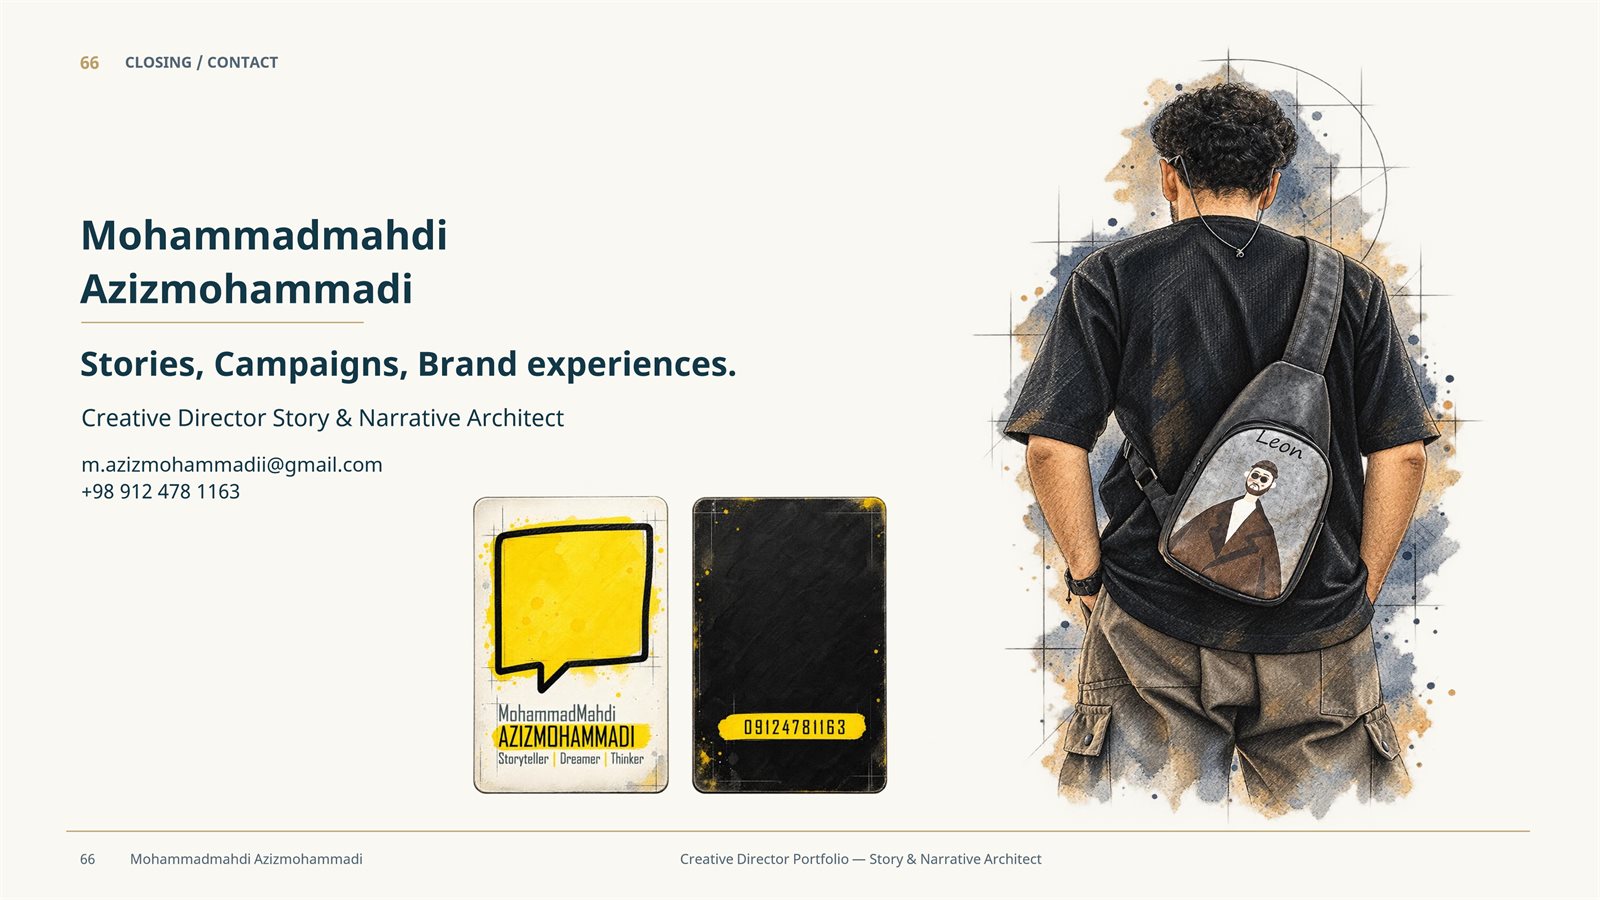 66 CLOSING / CONTACT
Mohammadmahdi
Azizmohammadi
Stories, Campaigns, Brand experiences.
Creative Director Story & Narrative Architect
m.azizmohammadii@gmail.com
+98 912 478 1163
MohammadMahdi
AZIZMOHAMMADI
Storyteller | Dreamer | Thinker
09124781163
Leon
66 Mohammadmahdi Azizmohammadi Creative Director Portfolio — Story & Narrative Architect